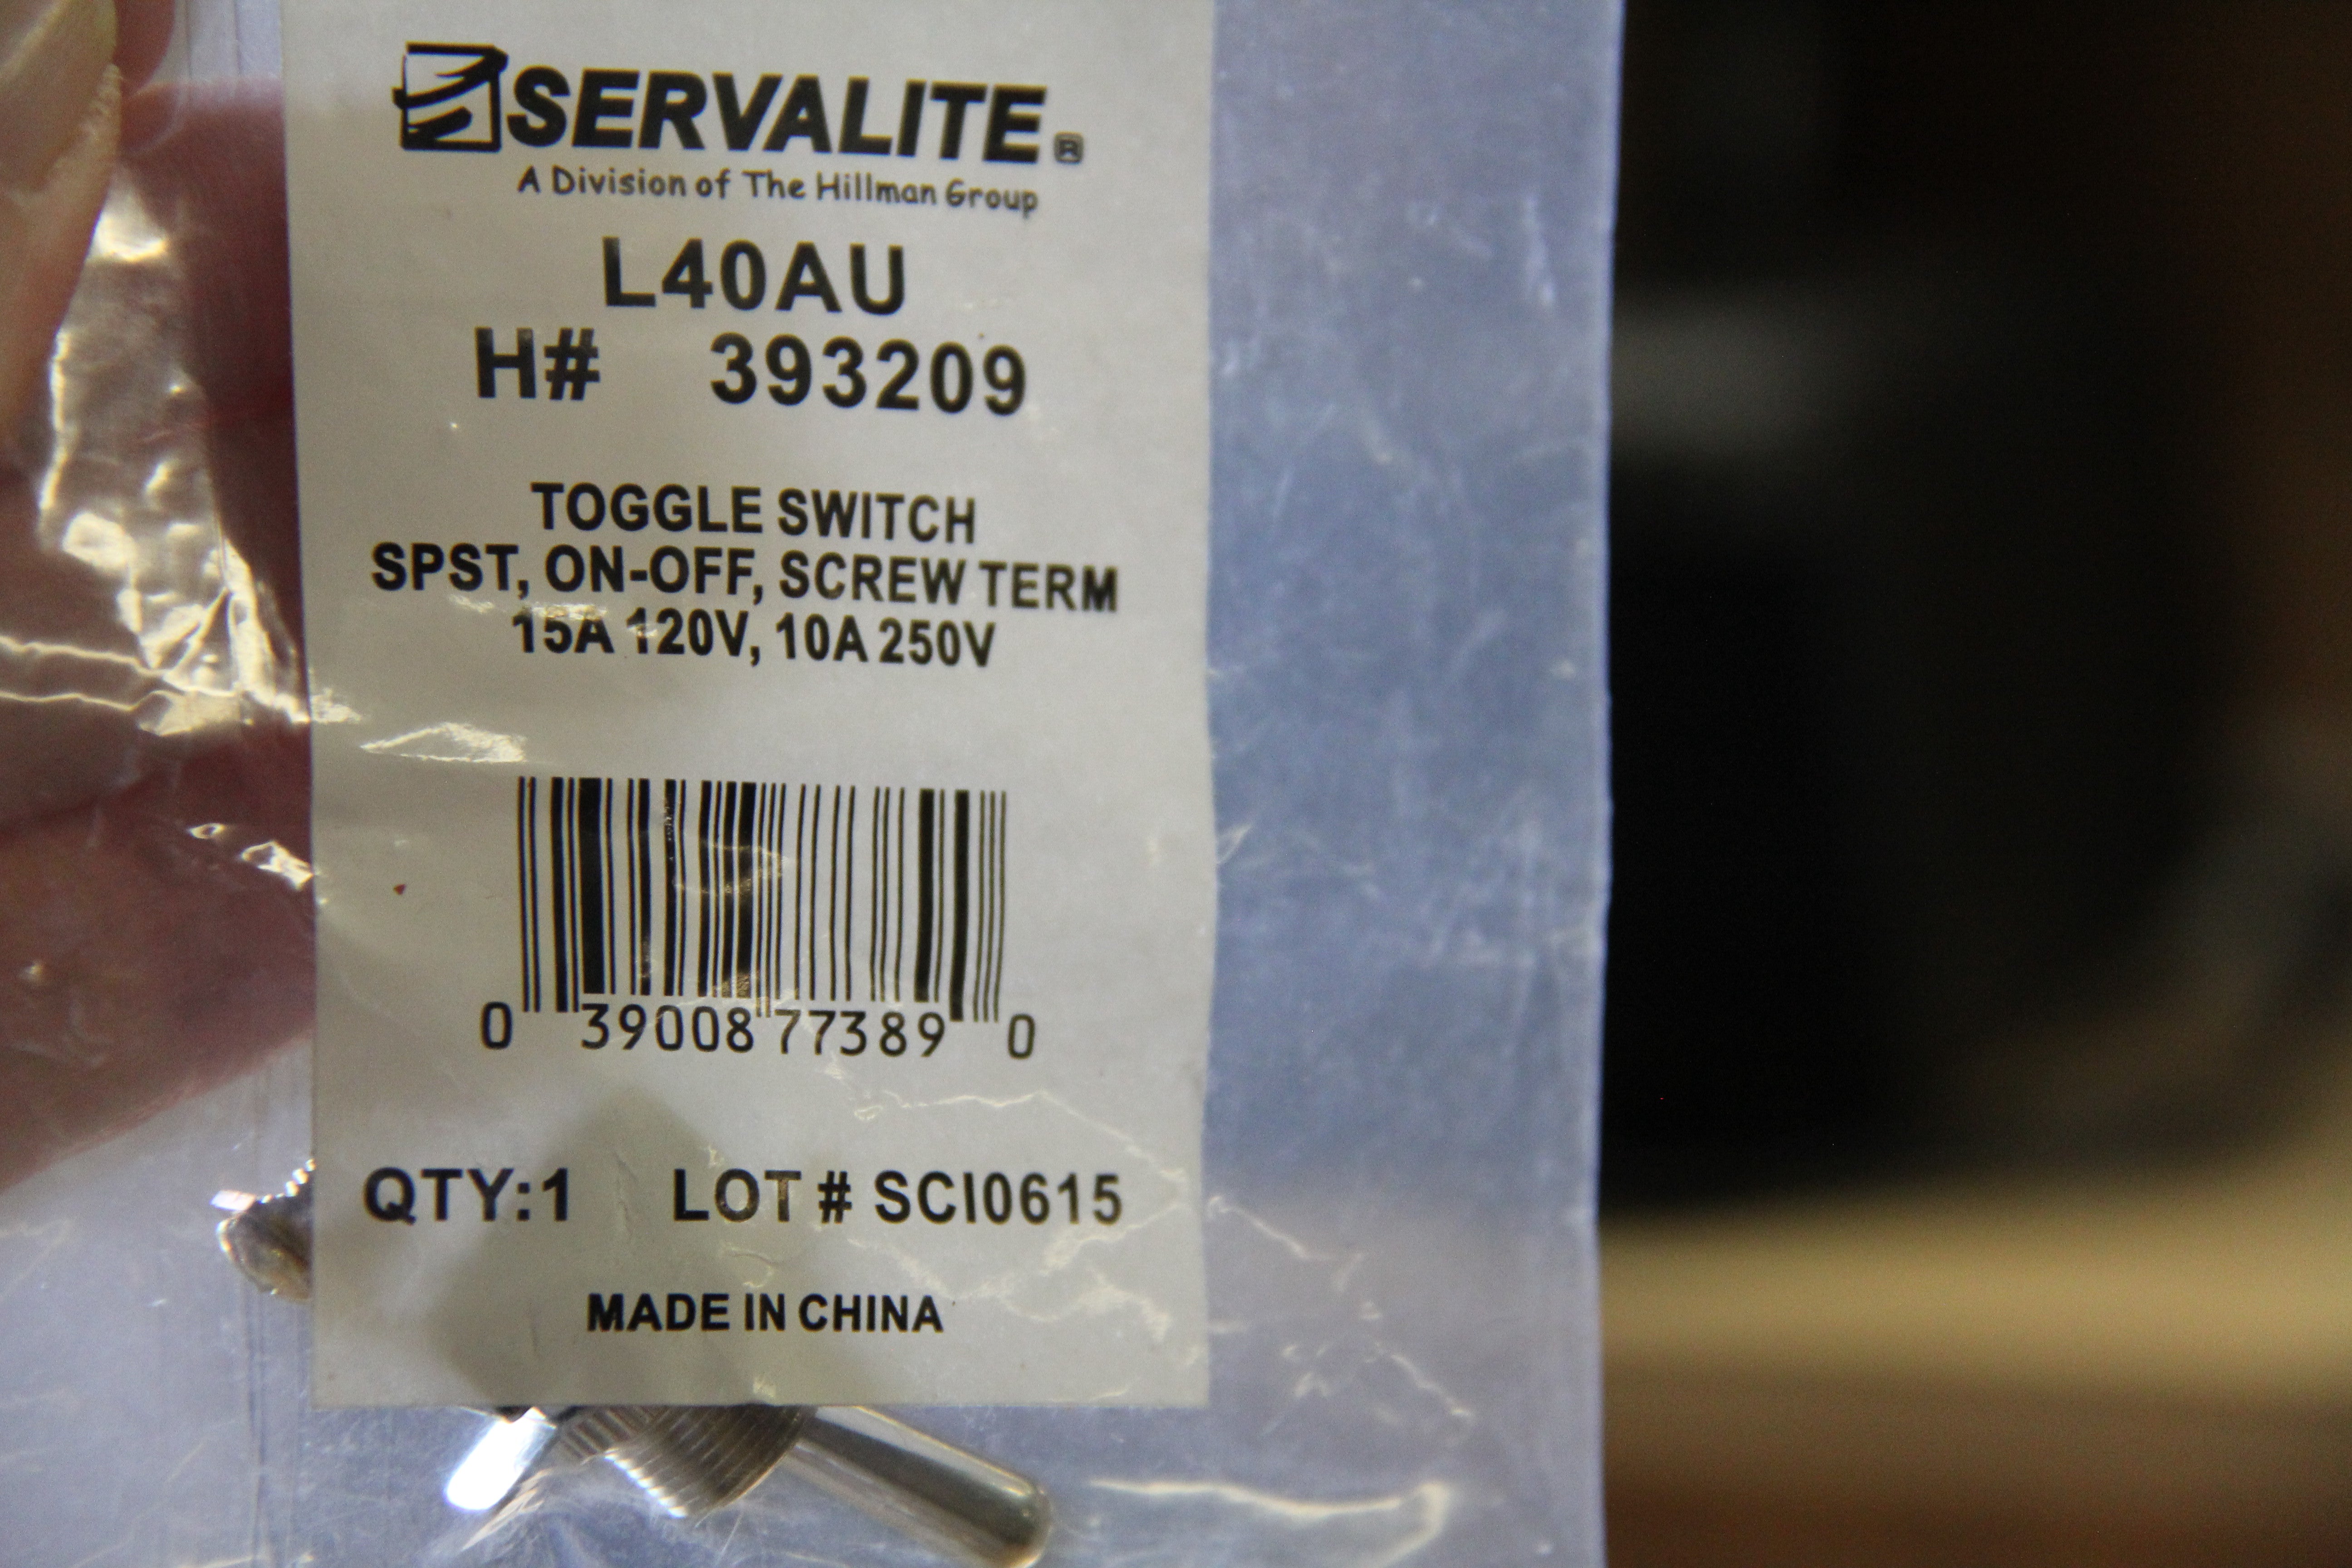 SERVALITE®
A Division of The Hillman Group
L40AU
H# 393209
TOGGLE SWITCH
SPST, ON-OFF, SCREW TERM
15A 120V, 10A 250V
0 39008 77389 0
QTY:1 LOT # SCI0615
MADE IN CHINA